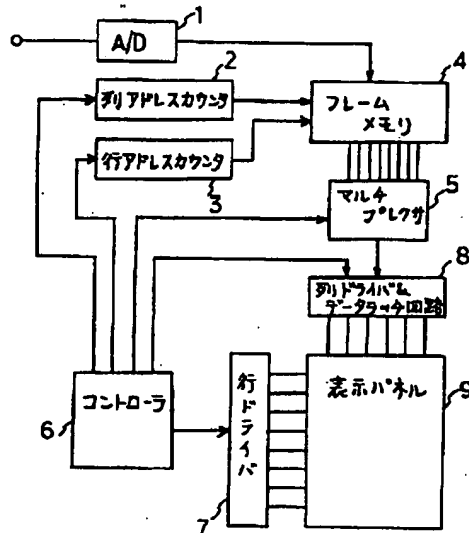 1
A/D
2
列アドレスカウンタ
行アドレスカウンタ
3
4
フレーム
メモリ
マルチ
プレクサ
5
8
列ドライバ&
データラッチ回路
コントローラ
6
行ドライバ
7
表示パネル
9